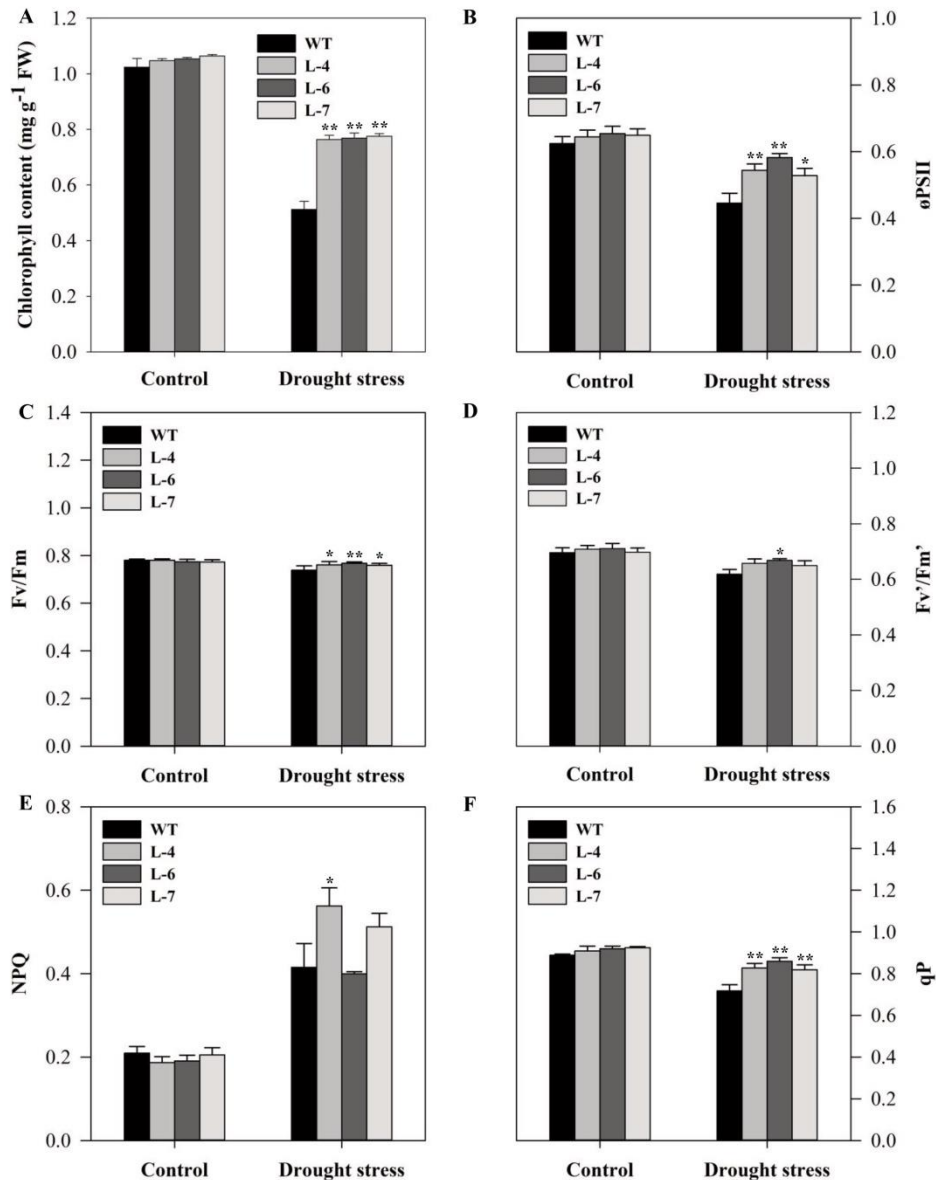 A
Chlorophyll content (mg g-1 FW)
1.2
1.0
0.8
0.6
0.4
0.2
0.0
WT
L-4
L-6
L-7
** ** **
Control
Drought stress
B
øPSII
1.0
0.8
0.6
0.4
0.2
0.0
WT
L-4
L-6
L-7
** ** *
Control
Drought stress
C
Fv/Fm
1.4
1.2
1.0
0.8
0.6
0.4
0.2
0.0
WT
L-4
L-6
L-7
* ** *
Control
Drought stress
D
Fv’/Fm’
1.2
1.0
0.8
0.6
0.4
0.2
0.0
WT
L-4
L-6
L-7
*
Control
Drought stress
E
NPQ
0.8
0.6
0.4
0.2
0.0
WT
L-4
L-6
L-7
*
Control
Drought stress
F
qP
1.6
1.4
1.2
1.0
0.8
0.6
0.4
0.2
0.0
WT
L-4
L-6
L-7
** ** **
Control
Drought stress